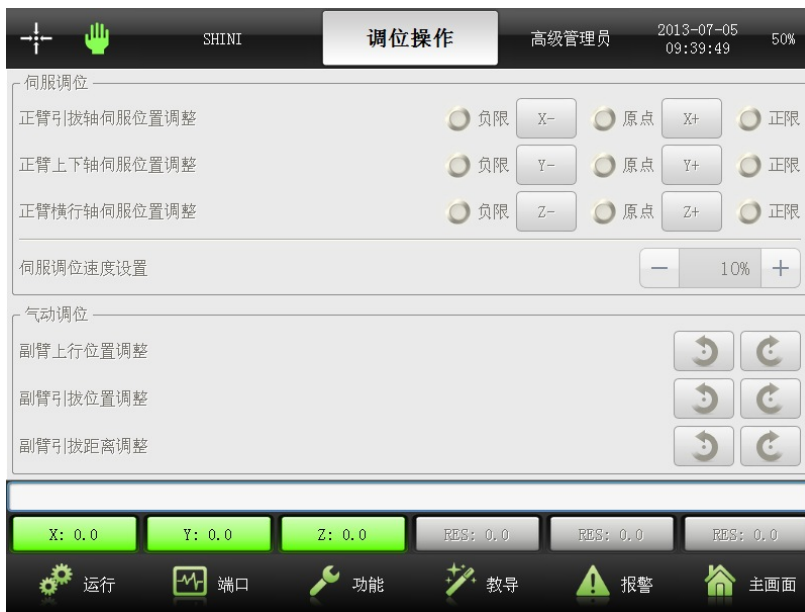 SHINI 调位操作 高级管理员 2013-07-05 09:39:49 50%
伺服调位
正臂引拔轴伺服位置调整 负限 X- 原点 X+ 正限
正臂上下轴伺服位置调整 负限 Y- 原点 Y+ 正限
正臂横行轴伺服位置调整 负限 Z- 原点 Z+ 正限
伺服调位速度设置 — 10% +
气动调位
副臂上行位置调整
副臂引拔位置调整
副臂引拔距离调整
X: 0.0 Y: 0.0 Z: 0.0 RES: 0.0 RES: 0.0 RES: 0.0
运行 端口 功能 教导 报警 主画面